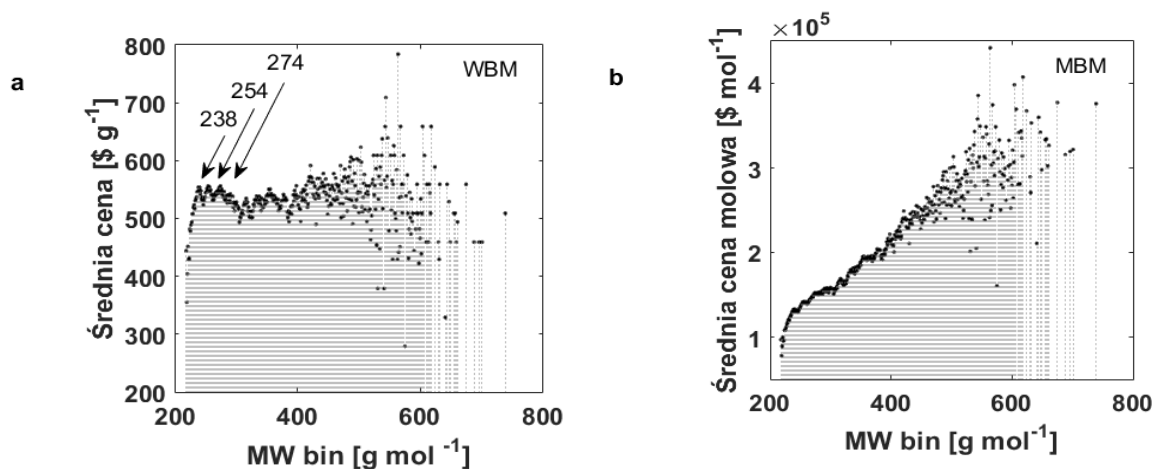 a
WBM
Średnia cena [$ g⁻¹]
800
700
600
500
400
300
200
238
254
274
200
400
600
800
MW bin [g mol ⁻¹]
b
×10⁵
MBM
Średnia cena molowa [$ mol⁻¹]
4
3
2
1
200
400
600
800
MW bin [g mol⁻¹]